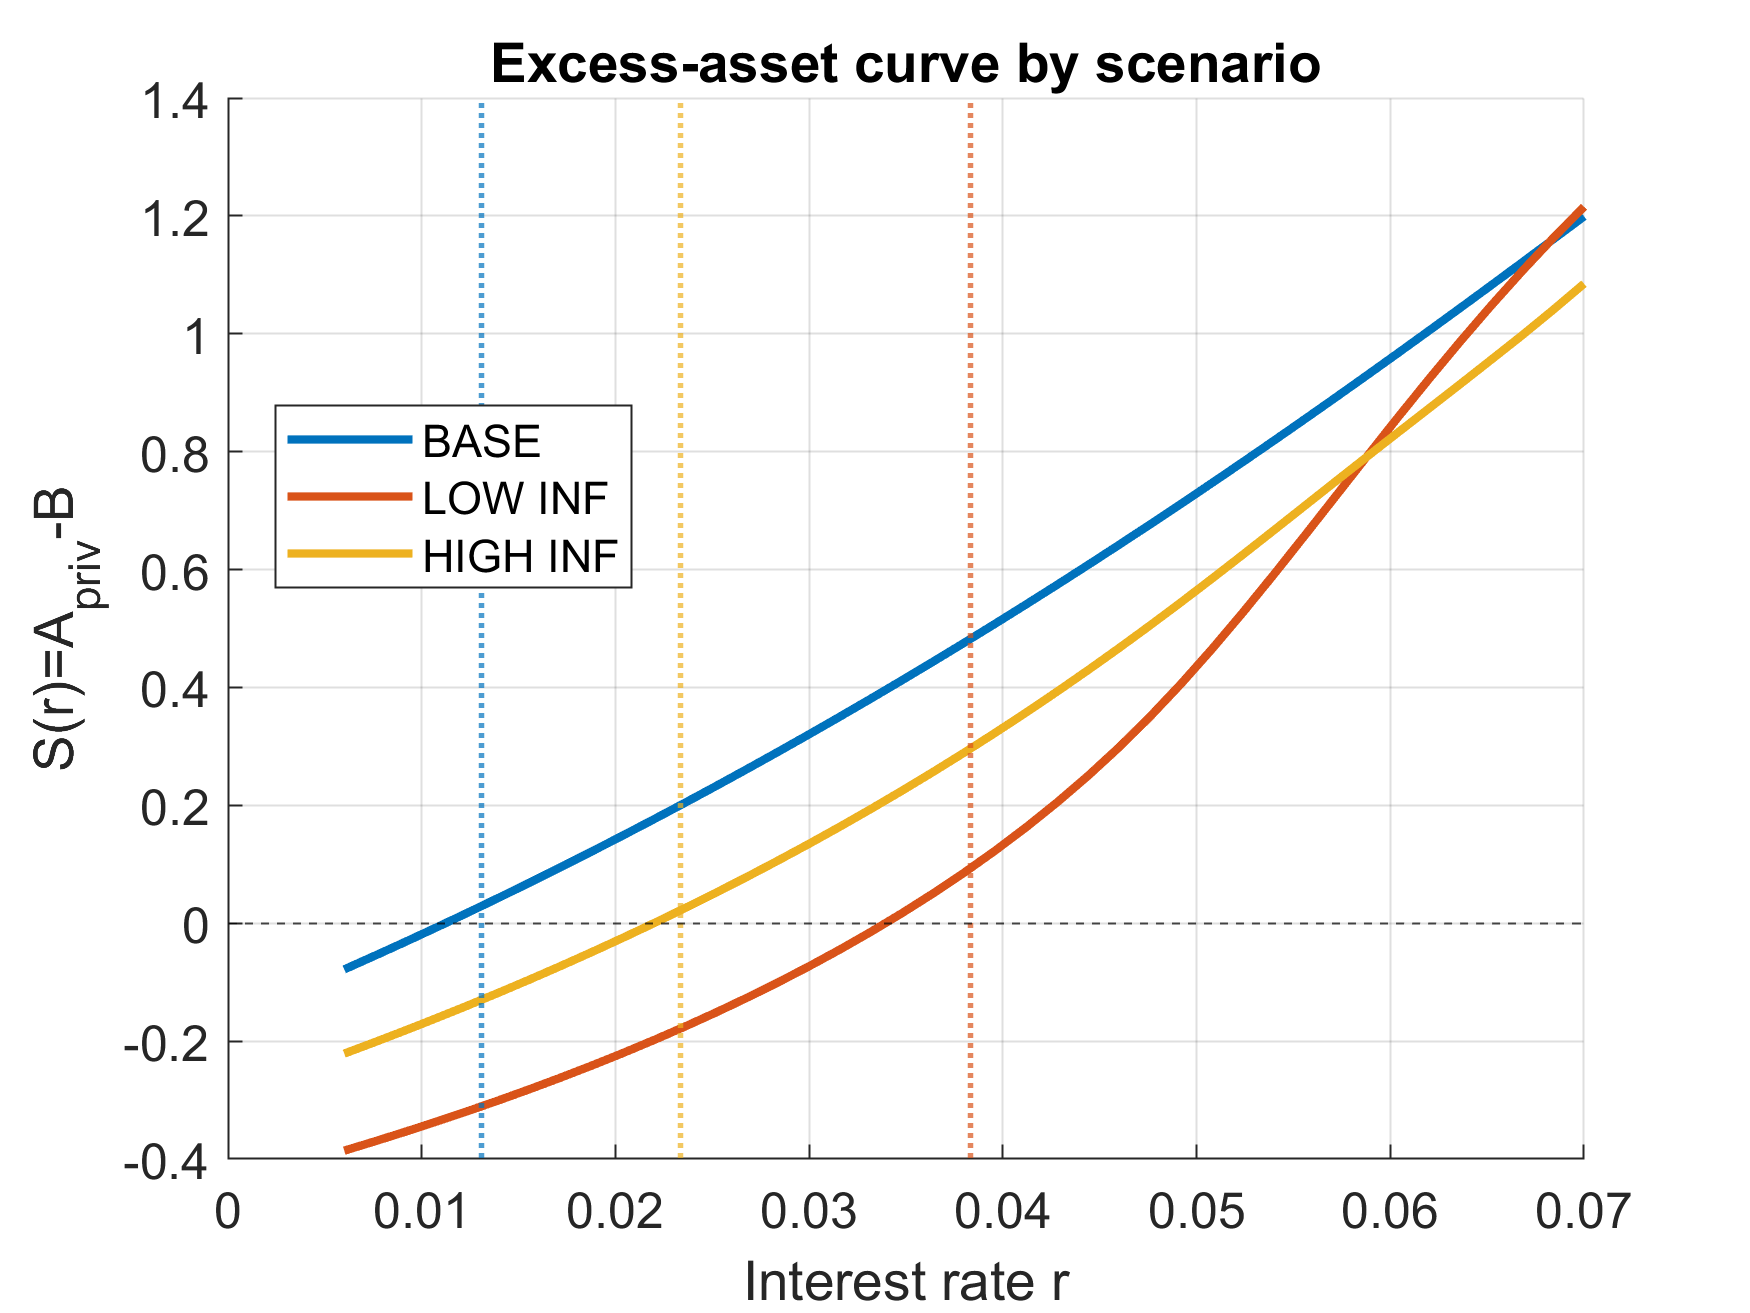 Excess-asset curve by scenario
1.4
1.2
1
0.8
0.6
0.4
0.2
0
-0.2
-0.4
S(r)=A_priv-B
BASE
LOW INF
HIGH INF
0 0.01 0.02 0.03 0.04 0.05 0.06 0.07
Interest rate r